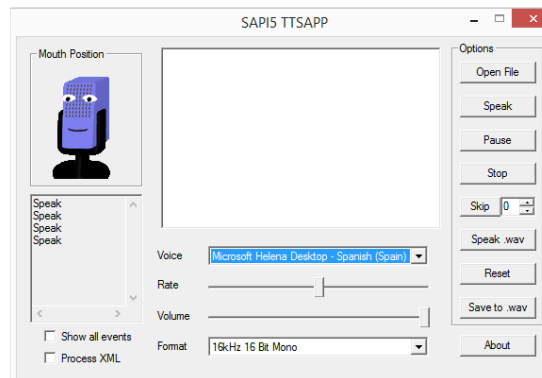 SAPI5 TTSAPP
Mouth Position
Speak
Speak
Speak
Speak
Show all events
Process XML
Voice
Microsoft Helena Desktop - Spanish (Spain)
Rate
Volume
Format
16kHz 16 Bit Mono
Options
Open File
Speak
Pause
Stop
Skip 0
Speak .wav
Reset
Save to .wav
About